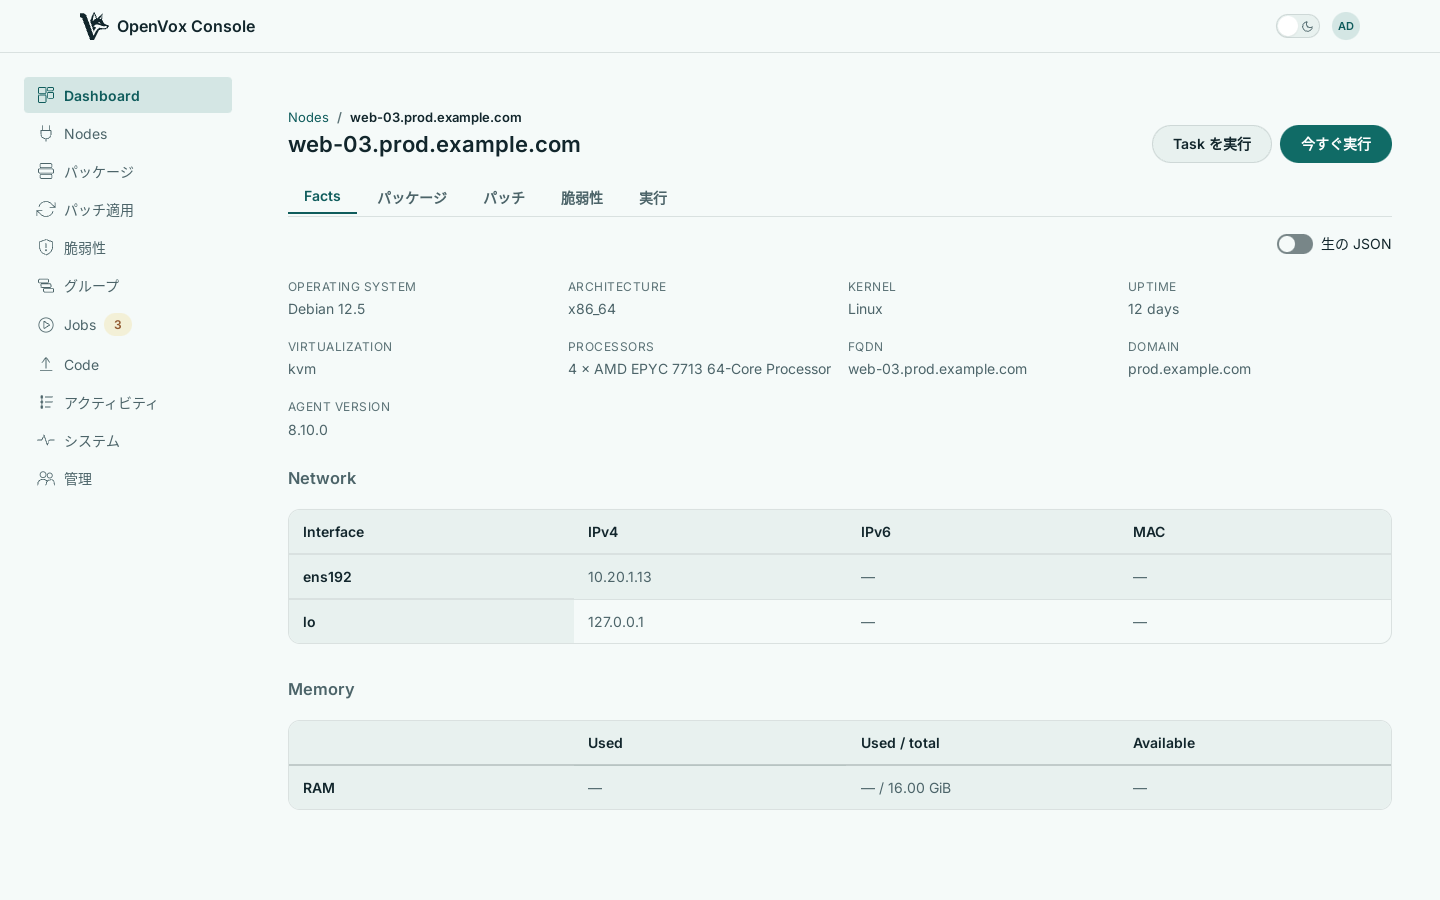 OpenVox Console
AD
Dashboard
Nodes
パッケージ
パッチ適用
脆弱性
グループ
Jobs 3
Code
アクティビティ
システム
管理
Nodes / web-03.prod.example.com
web-03.prod.example.com
Task を実行
今すぐ実行
Facts パッケージ パッチ 脆弱性 実行
生の JSON
OPERATING SYSTEM ARCHITECTURE KERNEL UPTIME
Debian 12.5 x86_64 Linux 12 days
VIRTUALIZATION PROCESSORS FQDN DOMAIN
kvm 4 × AMD EPYC 7713 64-Core Processor web-03.prod.example.com prod.example.com
AGENT VERSION
8.10.0
Network
Interface IPv4 IPv6 MAC
ens192 10.20.1.13 — —
lo 127.0.0.1 — —
Memory
Used Used / total Available
RAM — — / 16.00 GiB —